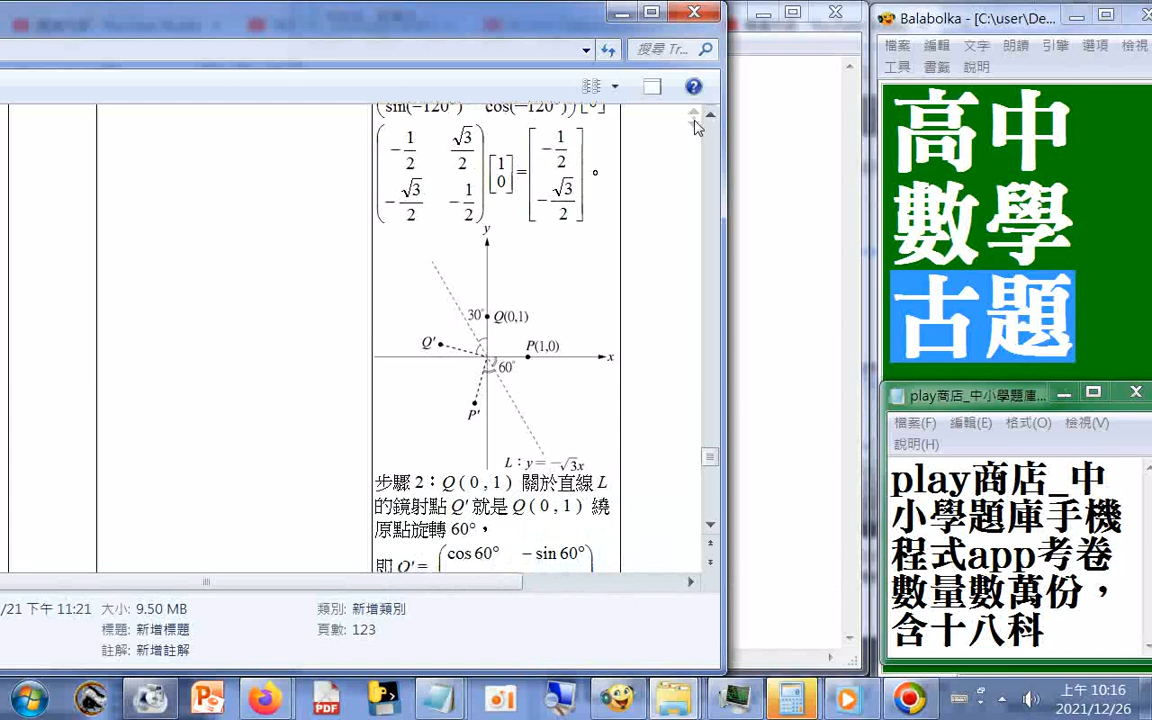 搜尋 Tr...
sin(−120°) cos(−120°)
−1/2 √3/2
−√3/2 −1/2
1
0
=
−1/2
−√3/2
。
y
30°
Q(0,1)
Q'
P(1,0)
x
60°
P'
L：y = −√3x
步驟 2：Q ( 0 , 1 ) 關於直線 L
的鏡射點 Q' 就是 Q ( 0 , 1 ) 繞
原點旋轉 60°，
即 Q' = cos 60° − sin 60°
/21 下午 11:21 大小: 9.50 MB 類別: 新增類別
標題: 新增標題 頁數: 123
註解: 新增註解
Balabolka - [C:\user\De...
檔案 編輯 文字 朗讀 引擎 選項 檢視
工具 書籤 說明
高中
數學
古題
play商店_中小學題庫...
檔案(F) 編輯(E) 格式(O) 檢視(V)
說明(H)
play商店_中
小學題庫手機
程式app考卷
數量數萬份，
含十八科
PDF
上午 10:16
2021/12/26